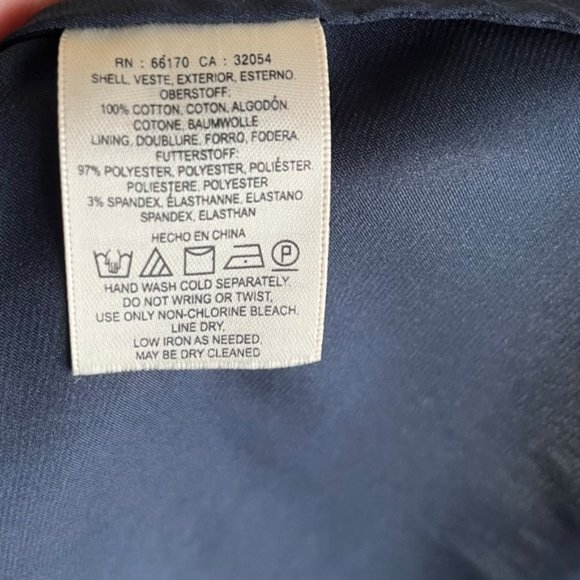 RN : 66170 CA : 32054
SHELL, VESTE, EXTERIOR, ESTERNO.
OBERSTOFF:
100% COTTON, COTON, ALGODÓN
COTONE, BAUMWOLLE
LINING, DOUBLURE, FORRO, FODERA,
FUTTERSTOFF:
97% POLYESTER, POLYESTER, POLIÉSTER
POLIESTERE, POLYESTER
3% SPANDEX, ÉLASTHANNE, ELASTANO
SPANDEX, ELASTHAN
HECHO EN CHINA
P
HAND WASH COLD SEPARATELY.
DO NOT WRING OR TWIST,
USE ONLY NON-CHLORINE BLEACH.
LINE DRY,
LOW IRON AS NEEDED,
MAY BE DRY CLEANED